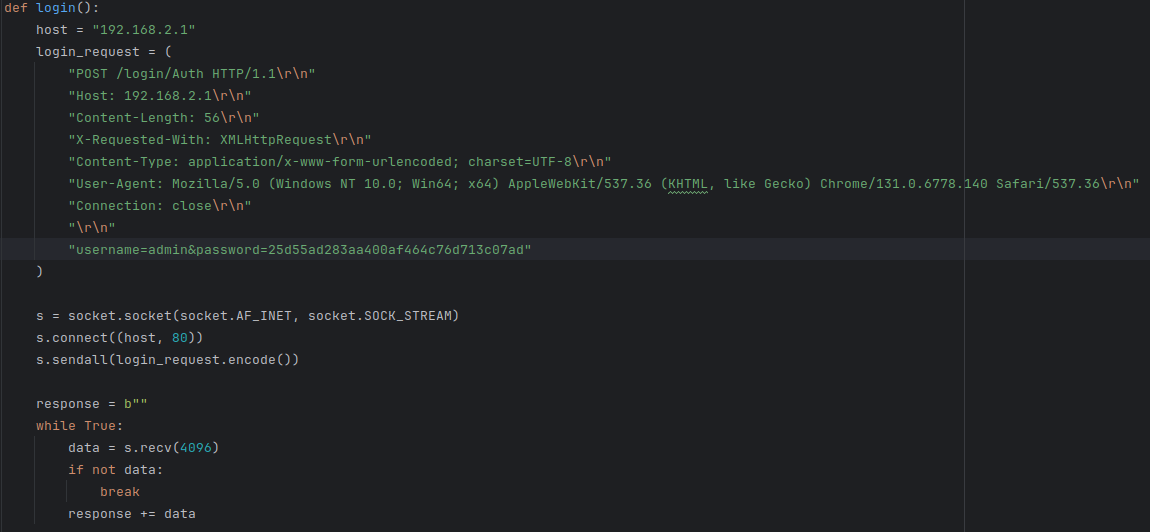 def login():
    host = "192.168.2.1"
    login_request = (
        "POST /login/Auth HTTP/1.1\r\n"
        "Host: 192.168.2.1\r\n"
        "Content-Length: 56\r\n"
        "X-Requested-With: XMLHttpRequest\r\n"
        "Content-Type: application/x-www-form-urlencoded; charset=UTF-8\r\n"
        "User-Agent: Mozilla/5.0 (Windows NT 10.0; Win64; x64) AppleWebKit/537.36 (KHTML, like Gecko) Chrome/131.0.6778.140 Safari/537.36\r\n"
        "Connection: close\r\n"
        "\r\n"
        "username=admin&password=25d55ad283aa400af464c76d713c07ad"
    )
    s = socket.socket(socket.AF_INET, socket.SOCK_STREAM)
    s.connect((host, 80))
    s.sendall(login_request.encode())
    response = b""
    while True:
        data = s.recv(4096)
        if not data:
            break
        response += data